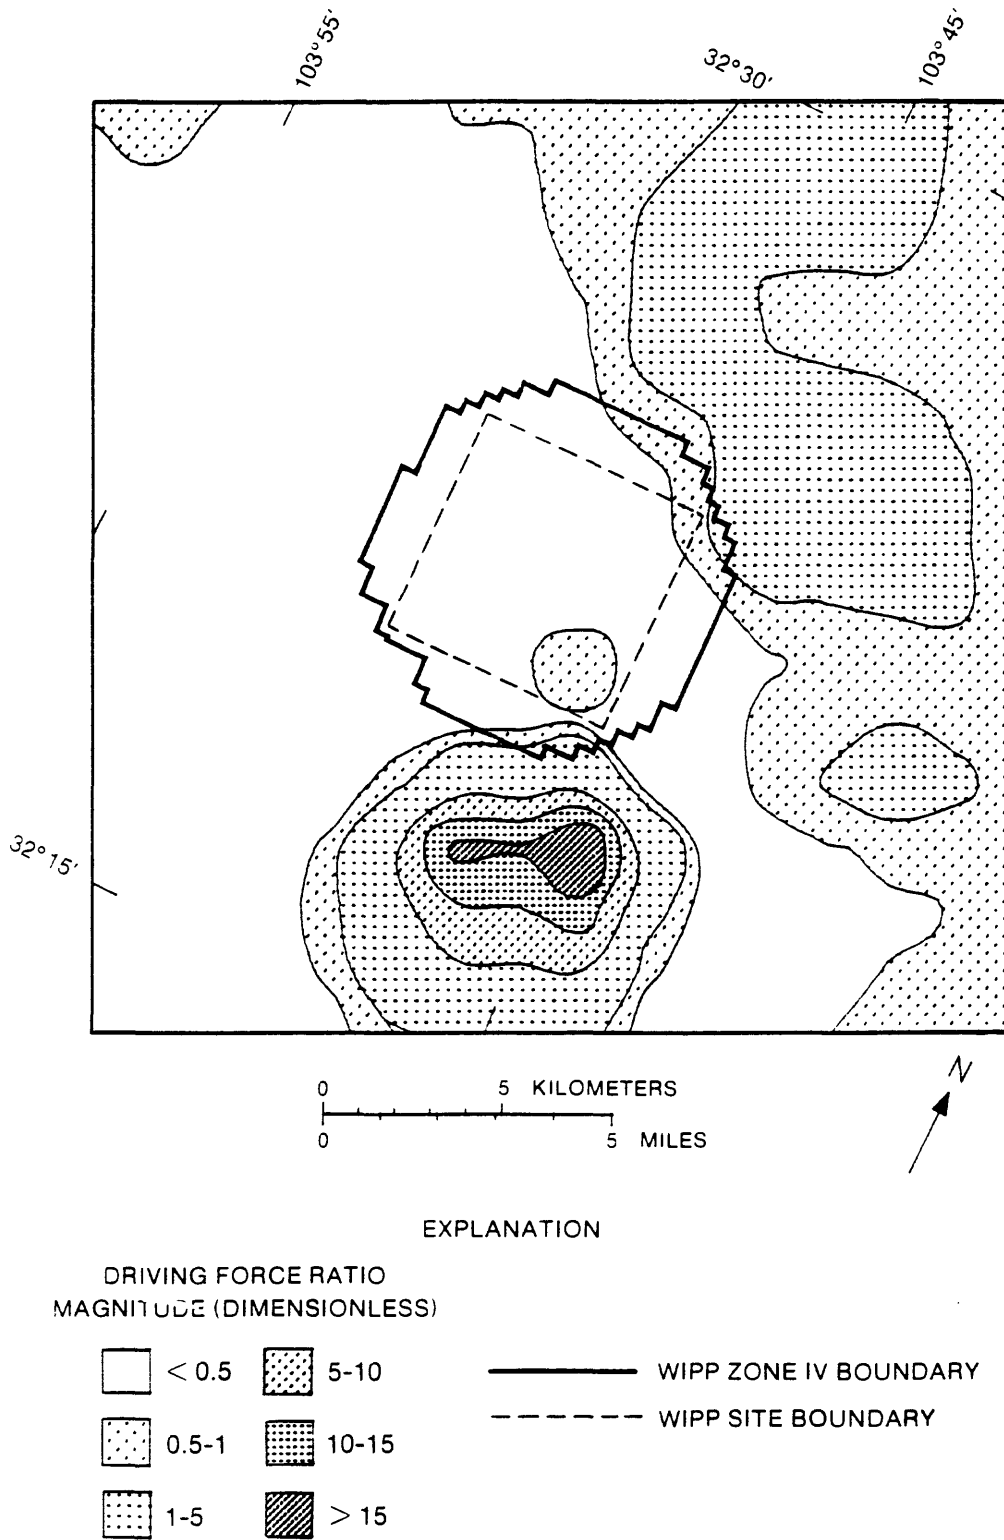 103°55'
32°30'
103°45'
32°15'
0 5 KILOMETERS
0 5 MILES
N
EXPLANATION
DRIVING FORCE RATIO
MAGNITUDE (DIMENSIONLESS)
< 0.5
5-10
WIPP ZONE IV BOUNDARY
0.5-1
10-15
WIPP SITE BOUNDARY
1-5
> 15